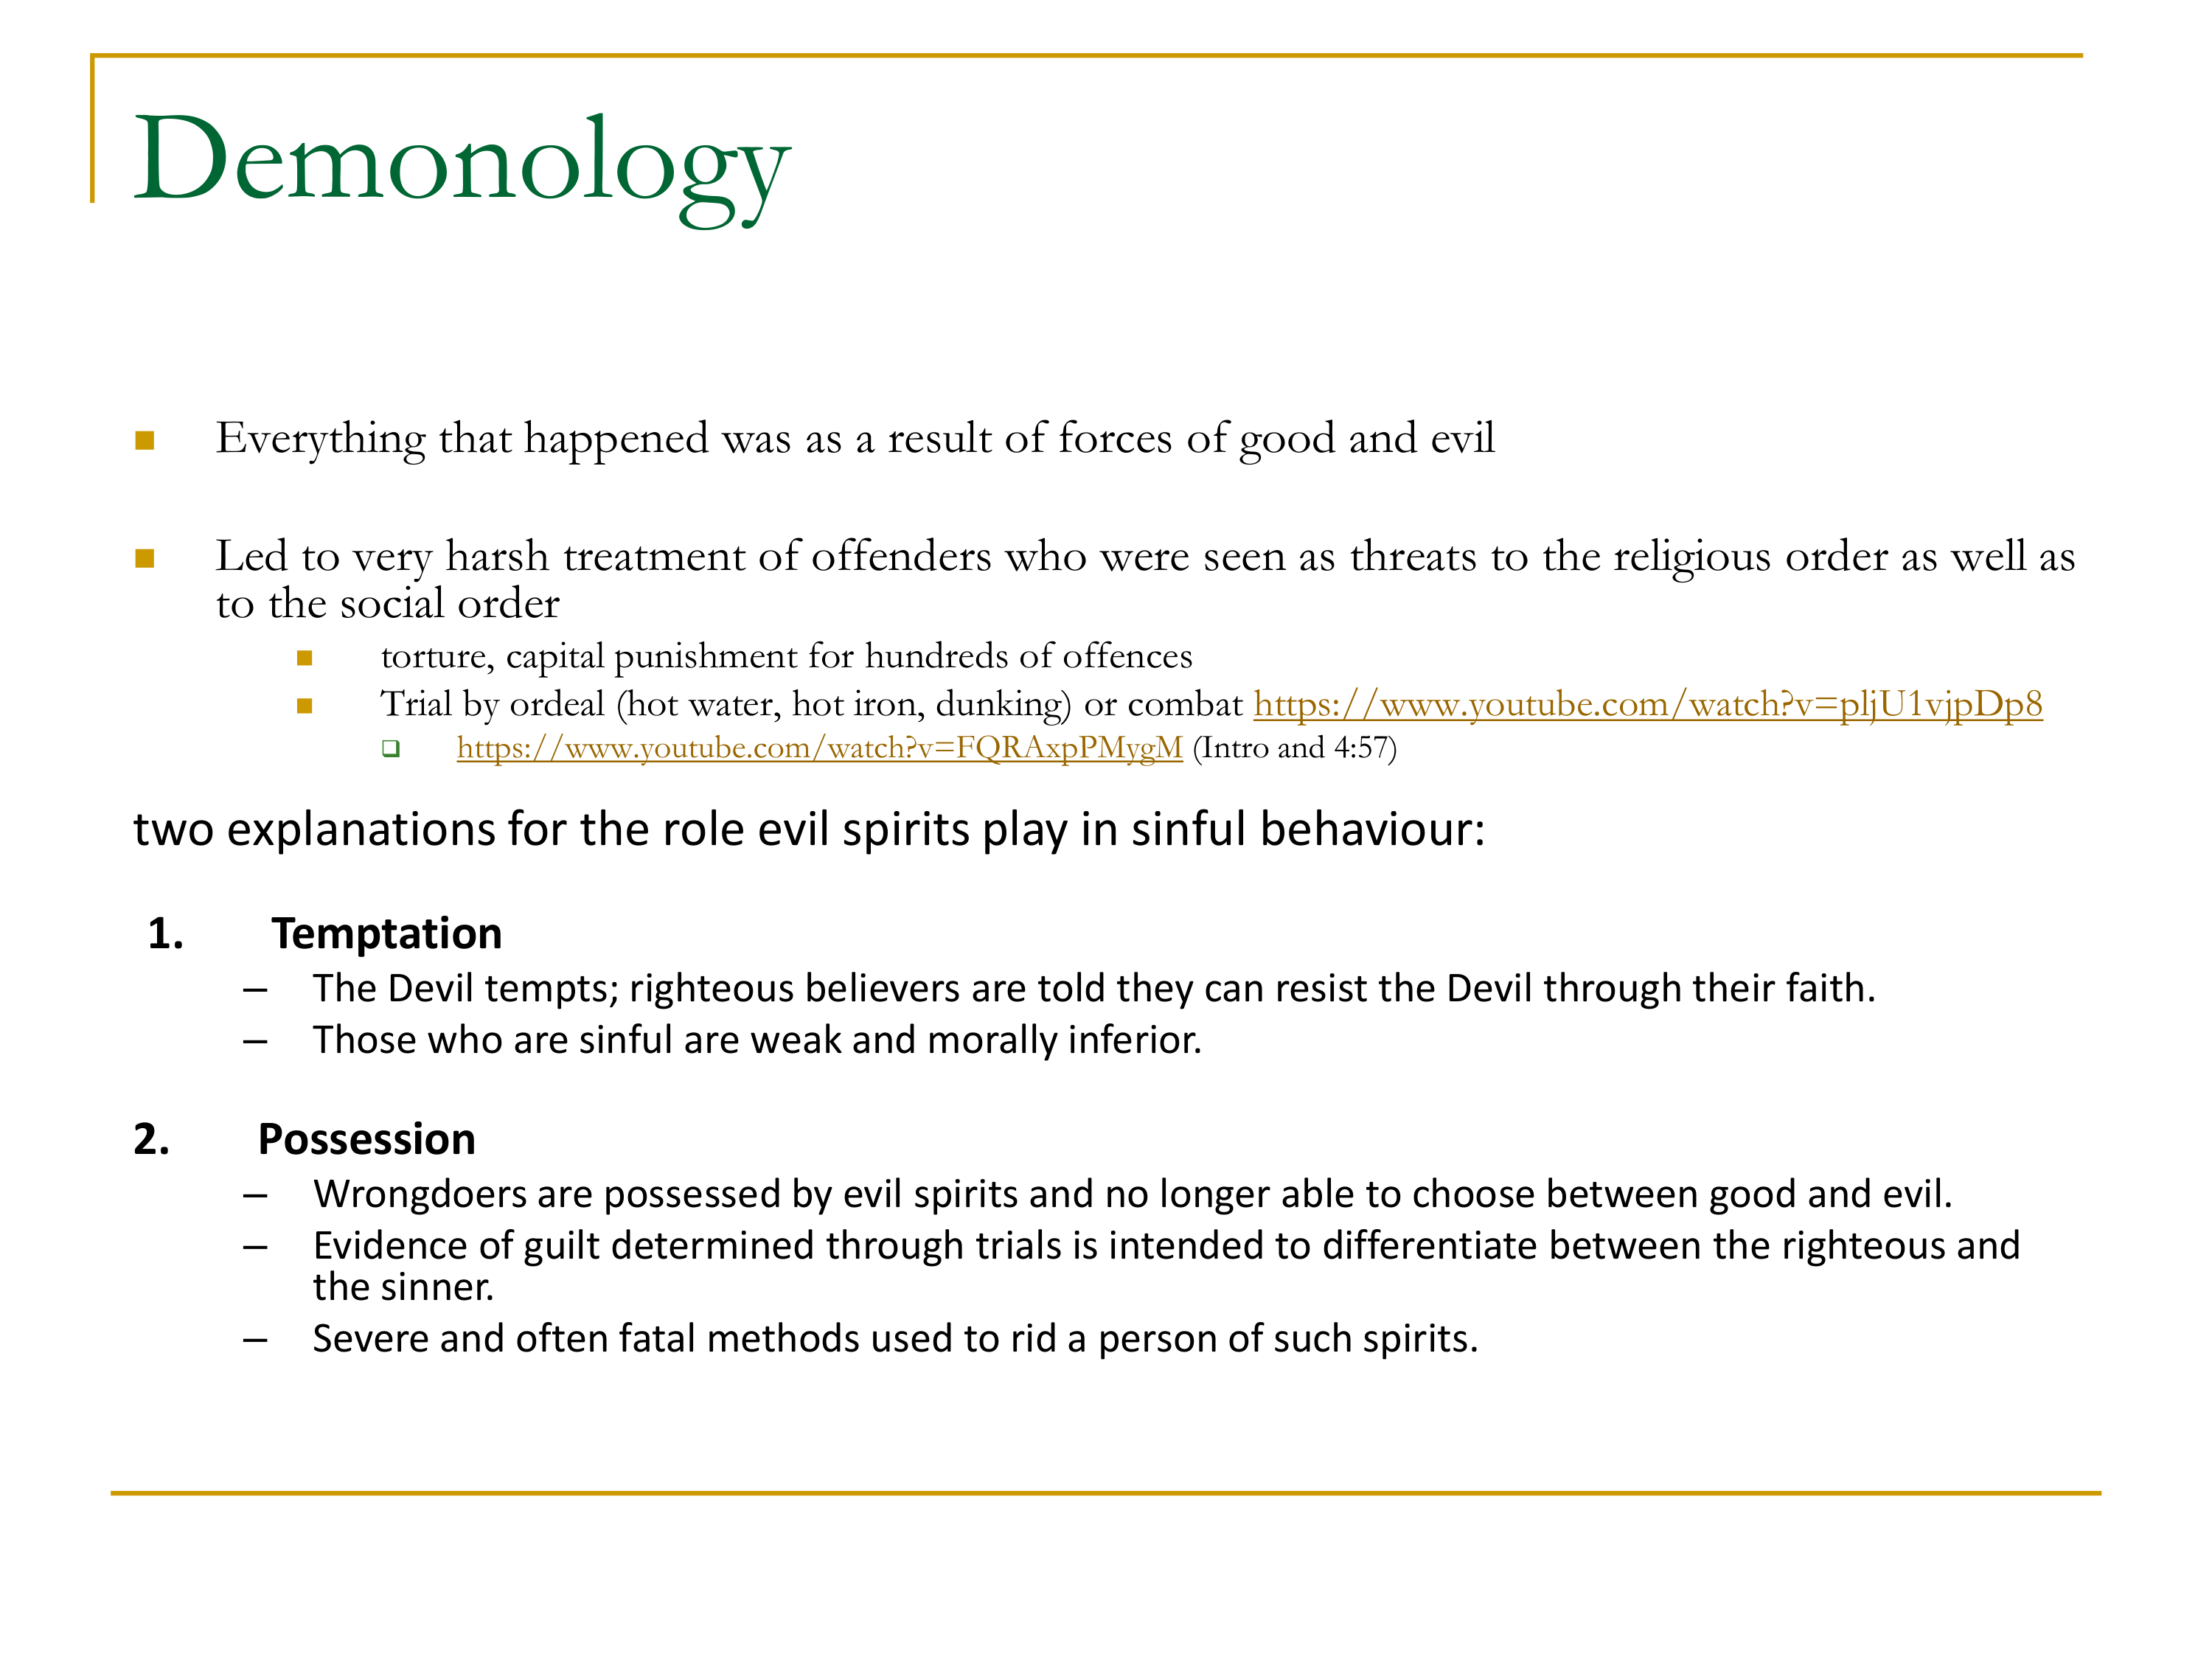 Demonology
Everything that happened was as a result of forces of good and evil
Led to very harsh treatment of offenders who were seen as threats to the religious order as well as
to the social order
torture, capital punishment for hundreds of offences
Trial by ordeal (hot water, hot iron, dunking) or combat https://www.youtube.com/watch?v=pljU1vjpDp8
https://www.youtube.com/watch?v=FQRAxpPMygM (Intro and 4:57)
two explanations for the role evil spirits play in sinful behaviour:
1. Temptation
– The Devil tempts; righteous believers are told they can resist the Devil through their faith.
– Those who are sinful are weak and morally inferior.
2. Possession
– Wrongdoers are possessed by evil spirits and no longer able to choose between good and evil.
– Evidence of guilt determined through trials is intended to differentiate between the righteous and
the sinner.
– Severe and often fatal methods used to rid a person of such spirits.